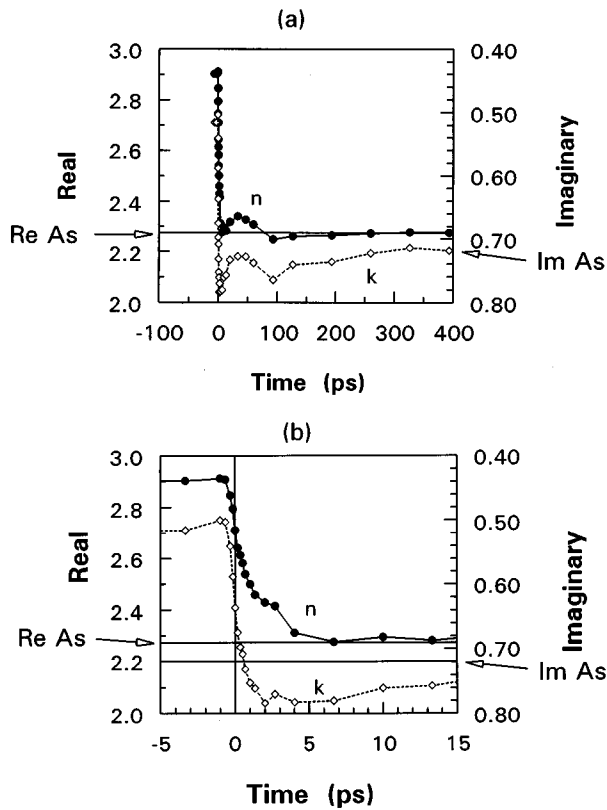 (a)
3.0
2.8
2.6
2.4
2.2
2.0
Real
Re As
n
k
0.40
0.50
0.60
0.70
0.80
Imaginary
Im As
-100 0 100 200 300 400
Time (ps)
(b)
3.0
2.8
2.6
2.4
2.2
2.0
Real
Re As
n
k
0.40
0.50
0.60
0.70
0.80
Imaginary
Im As
-5 0 5 10 15
Time (ps)